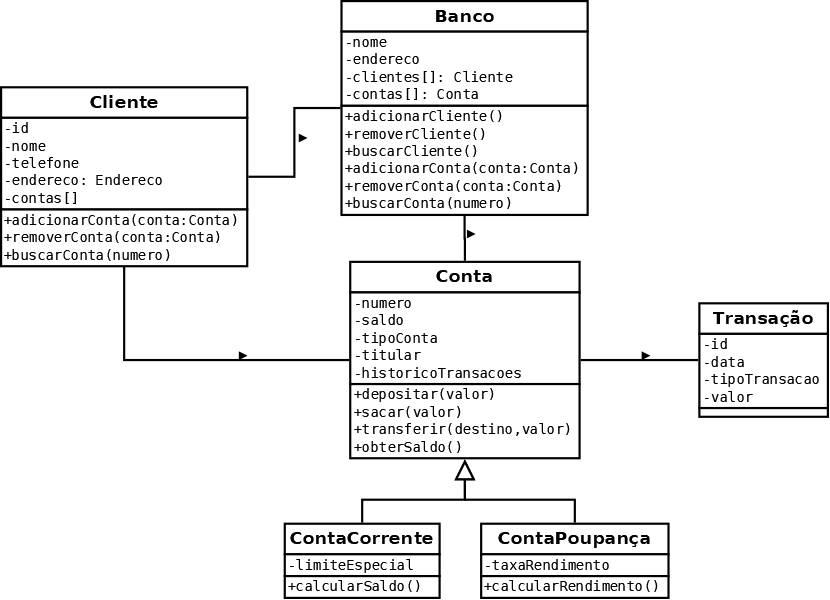 Banco
-nome
-endereco
-clientes[]: Cliente
-contas[]: Conta
+adicionarCliente()
+removerCliente()
+buscarCliente()
+adicionarConta(conta:Conta)
+removerConta(conta:Conta)
+buscarConta(numero)
Cliente
-id
-nome
-telefone
-endereco: Endereco
-contas[]
+adicionarConta(conta:Conta)
+removerConta(conta:Conta)
+buscarConta(numero)
Conta
-numero
-saldo
-tipoConta
-titular
-historicoTransacoes
+depositar(valor)
+sacar(valor)
+transferir(destino,valor)
+obterSaldo()
Transação
-id
-data
-tipoTransacao
-valor
ContaCorrente
-limiteEspecial
+calcularSaldo()
ContaPoupança
-taxaRendimento
+calcularRendimento()